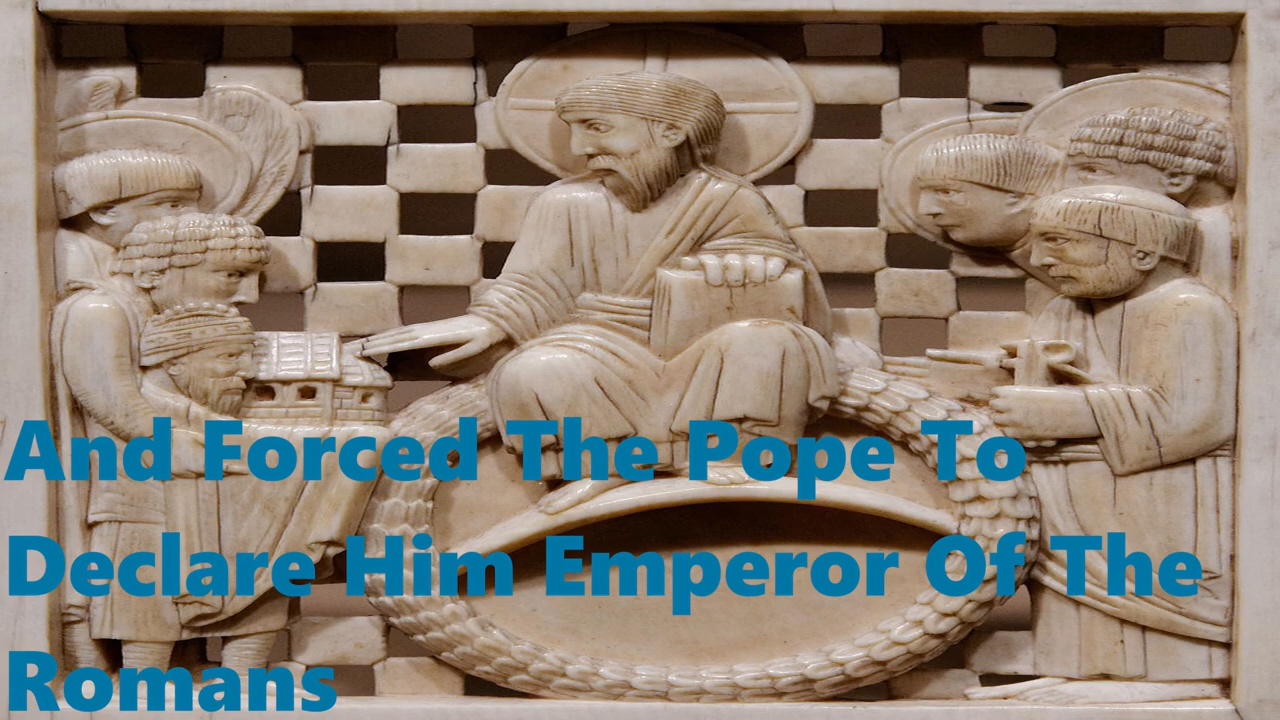 And Forced The Pope To
Declare Him Emperor Of The
Romans